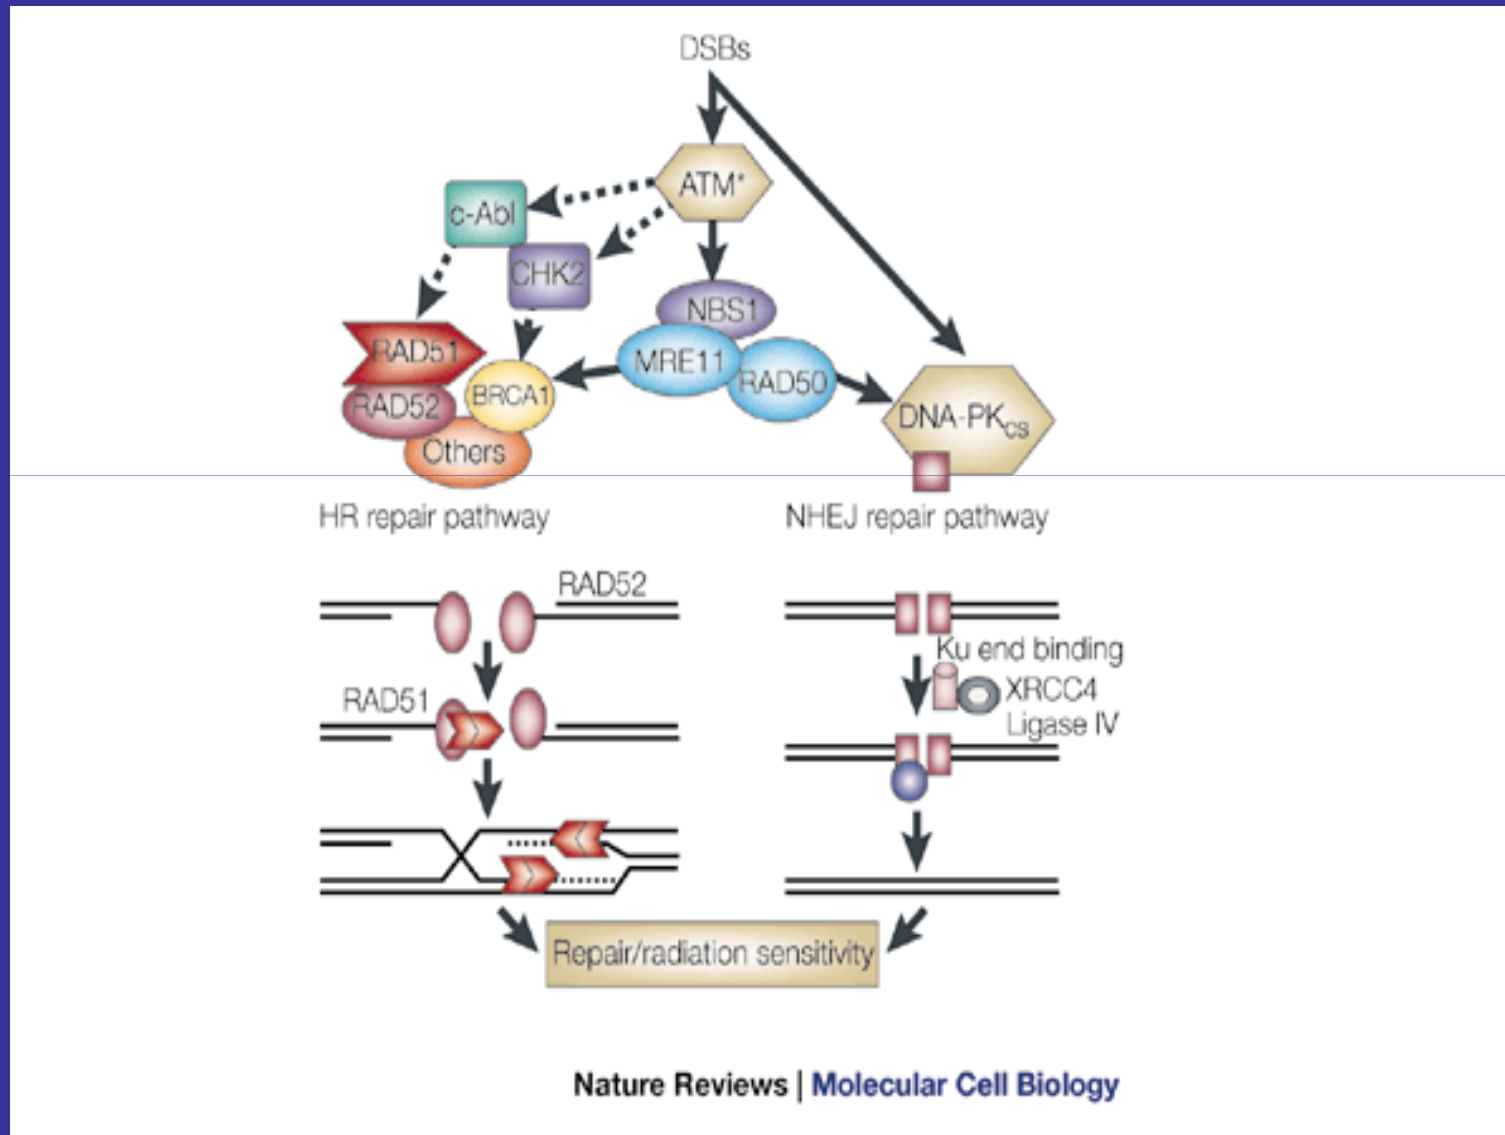 DSBs
ATM*
c-Abl
CHK2
NBS1
RAD51
MRE11
RAD50
RAD52
BRCA1
DNA-PKcs
Others
HR repair pathway
NHEJ repair pathway
RAD52
Ku end binding
RAD51
XRCC4
Ligase IV
Repair/radiation sensitivity
Nature Reviews | Molecular Cell Biology